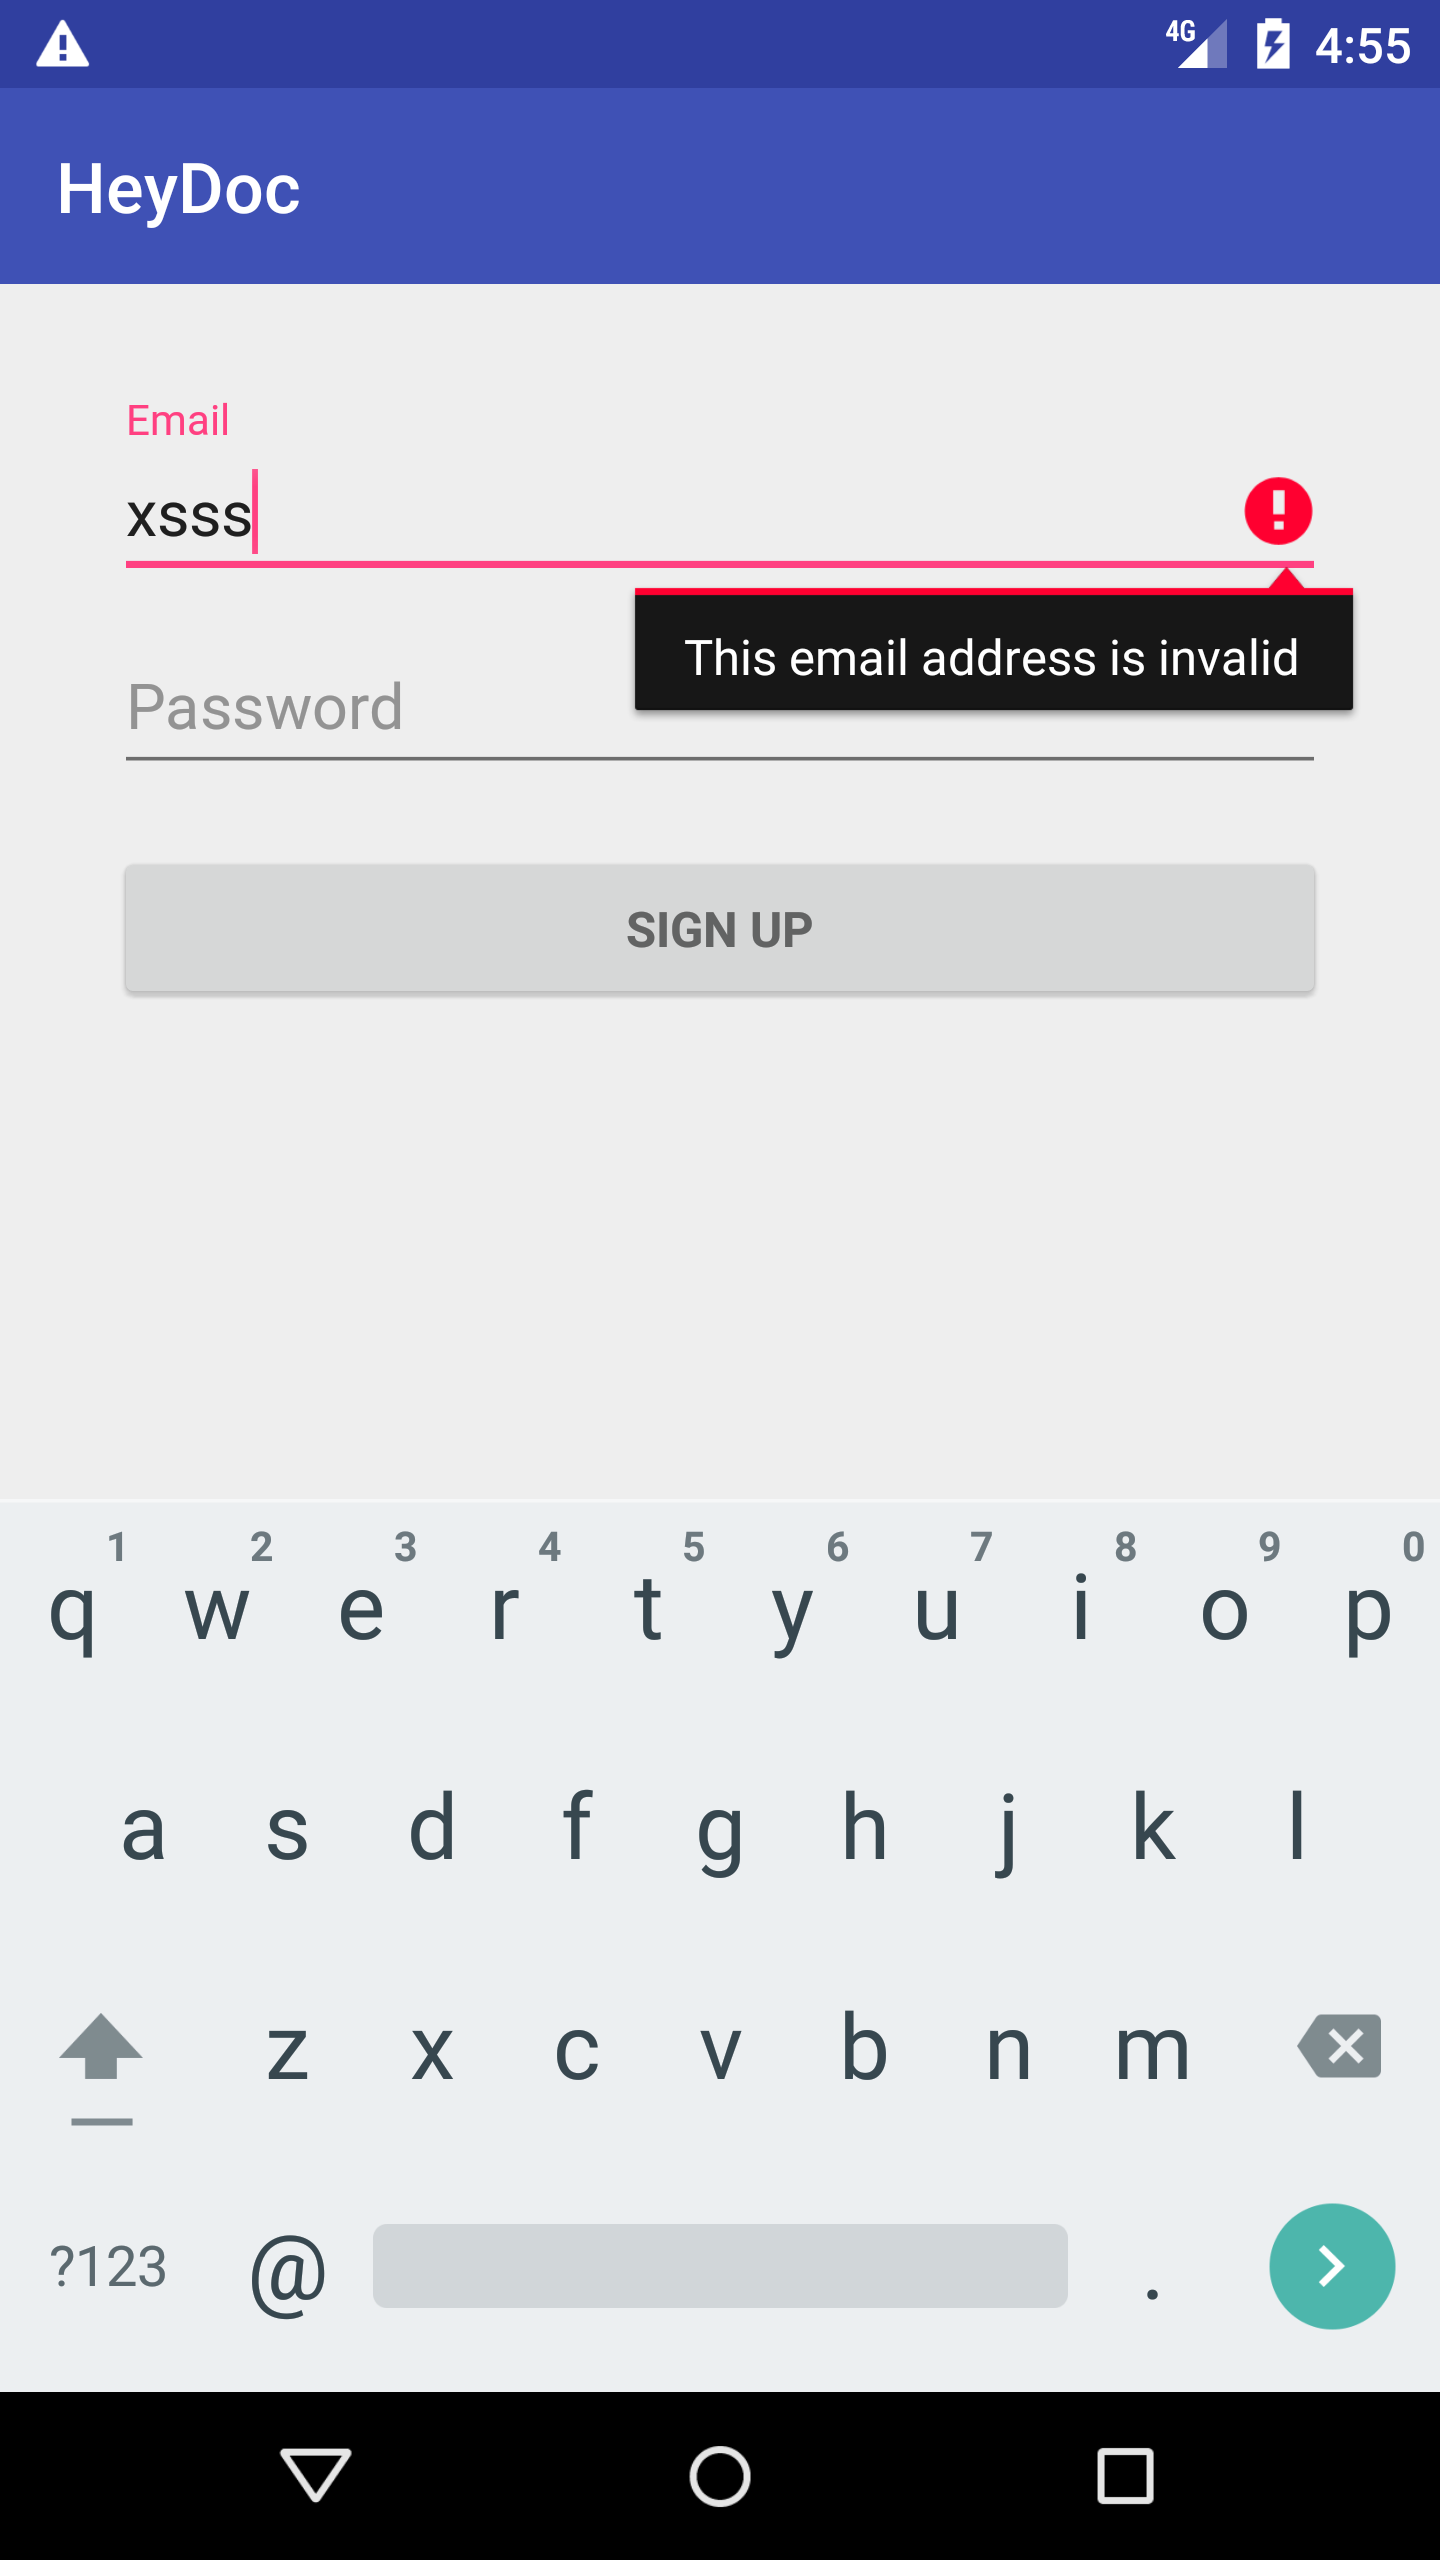 4G 4:55
HeyDoc
Email
xsss
This email address is invalid
Password
SIGN UP
1 2 3 4 5 6 7 8 9 0
q w e r t y u i o p
a s d f g h j k l
z x c v b n m
?123 @ .